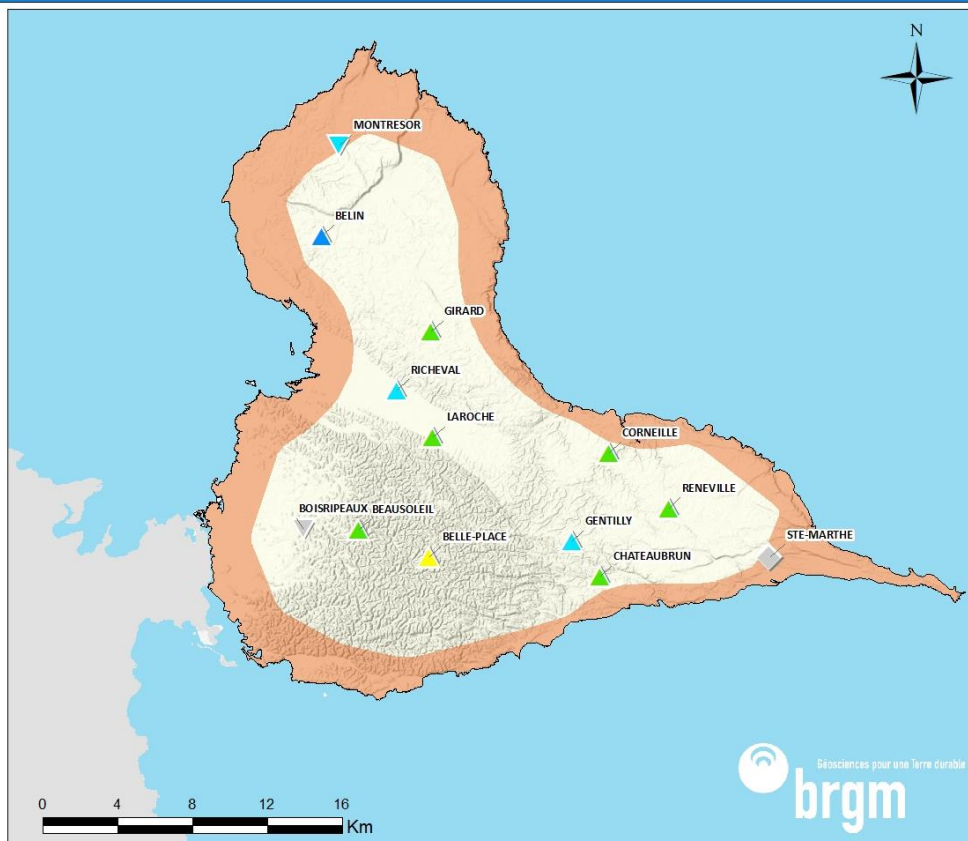 N
MONTRESOR
BELIN
GIRARD
RICHEVAL
LAROCHE
CORNEILLE
RENEVILLE
BOISRIPEAUX BEAUSOLEIL
GENTILLY
BELLE-PLACE
STE-MARTHE
CHATEAUBRUN
Géosciences pour une Terre durable
brgm
0 4 8 12 16
Km